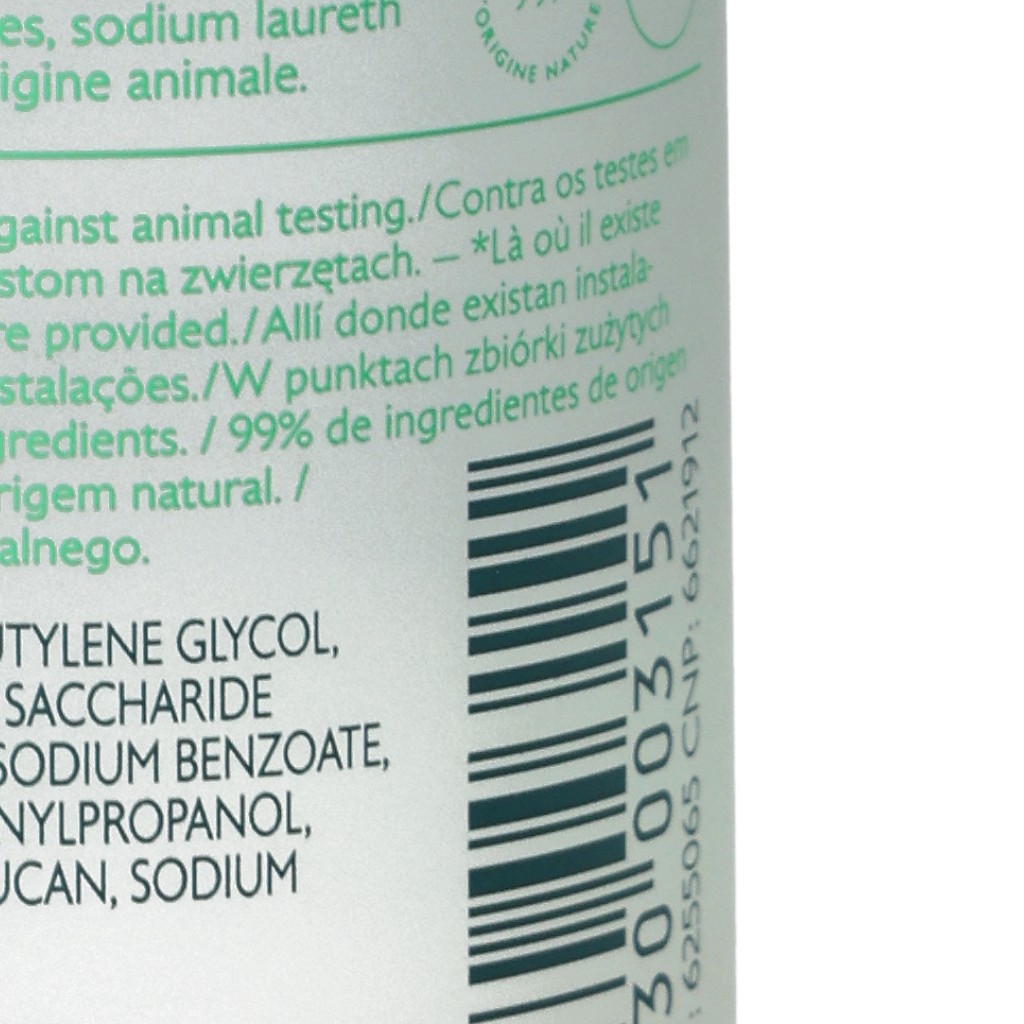 es, sodium laureth
igine animale.
ORIGINE NATURE
gainst animal testing./Contra os testes em
stom na zwierzętach. – *Là où il existe
re provided./Allí donde existan instala-
stalações./W punktach zbiórki zużytych
gredients. / 99% de ingredientes de origen
rigem natural. /
alnego.
UTYLENE GLYCOL,
SACCHARIDE
SODIUM BENZOATE,
NYLPROPANOL,
UCAN, SODIUM
30 003151
: 6255065 CNP: 6621912